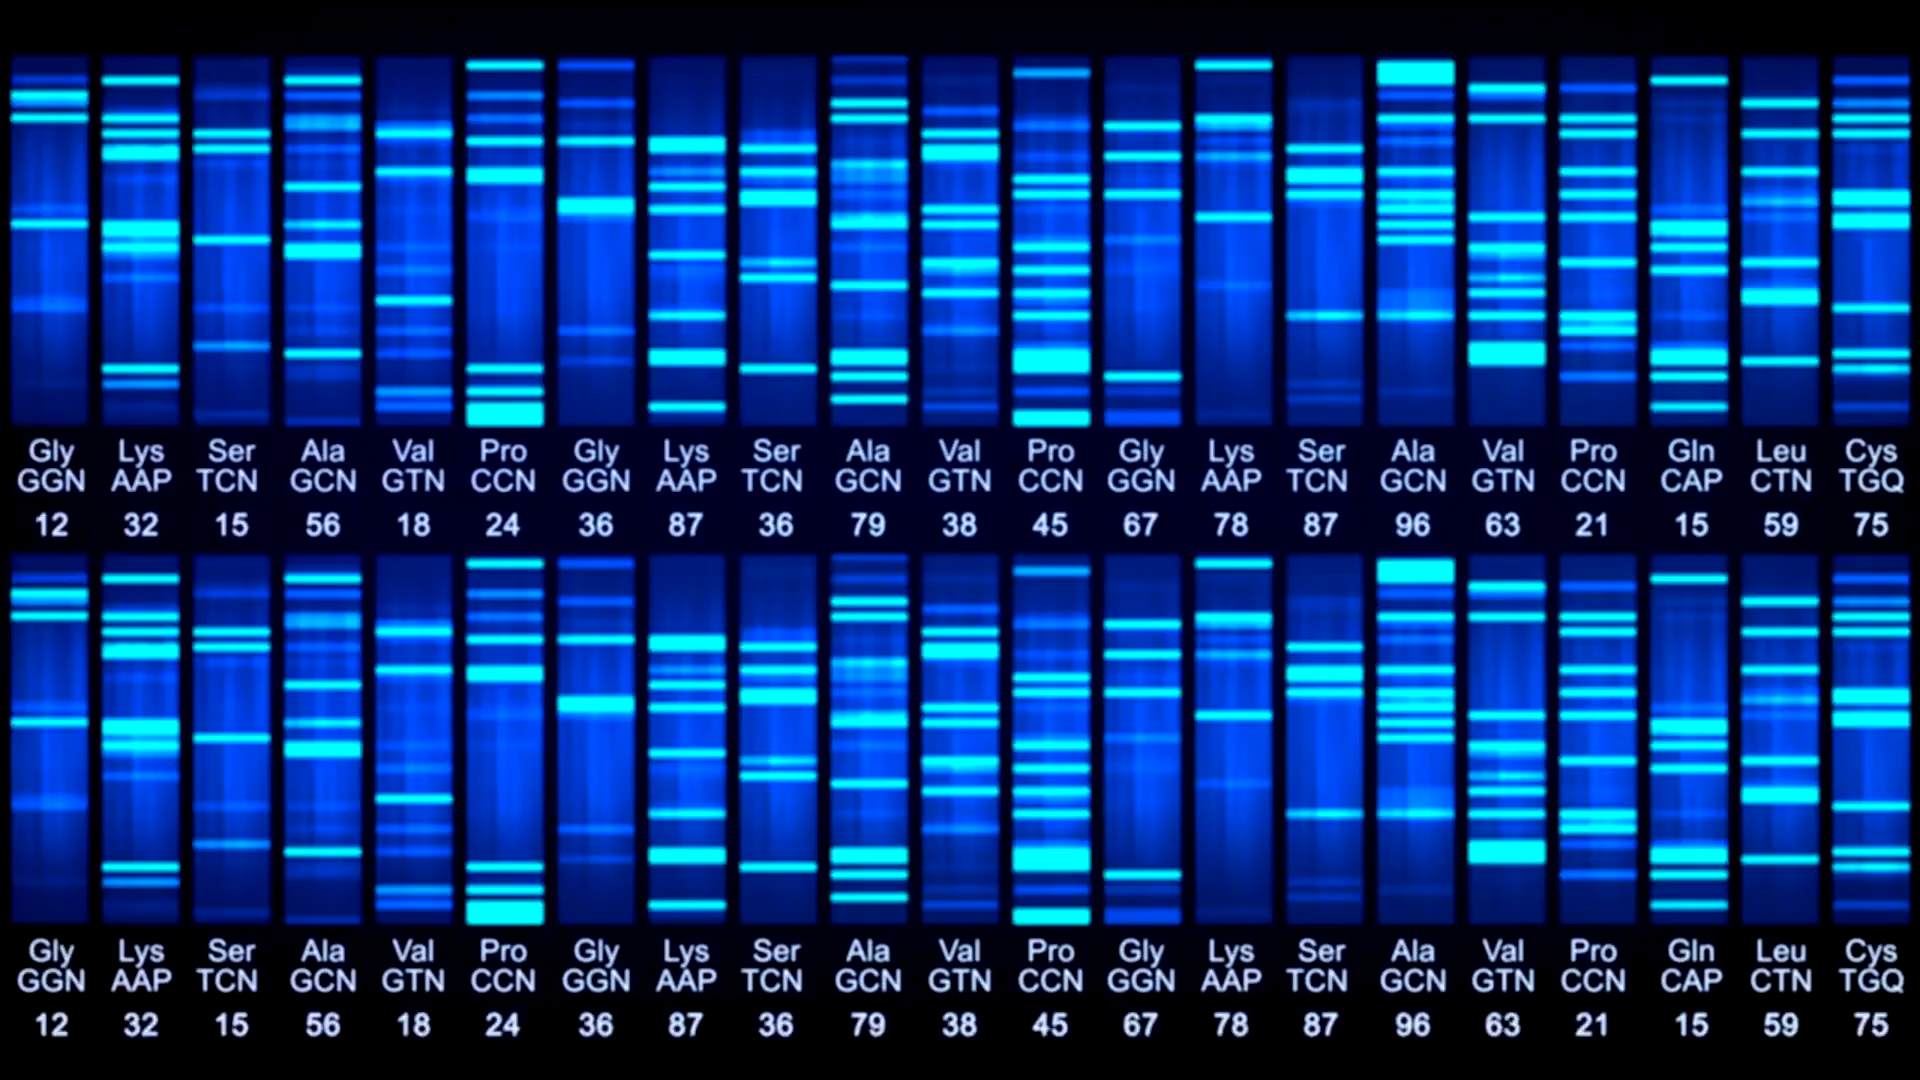 Gly Lys Ser Ala Val Pro Gly Lys Ser Ala Val Pro Gly Lys Ser Ala Val Pro Gln Leu Cys
GGN AAP TCN GCN GTN CCN GGN AAP TCN GCN GTN CCN GGN AAP TCN GCN GTN CCN CAP CTN TGQ
12 32 15 56 18 24 36 87 36 79 38 45 67 78 87 96 63 21 15 59 75
Gly Lys Ser Ala Val Pro Gly Lys Ser Ala Val Pro Gly Lys Ser Ala Val Pro Gln Leu Cys
GGN AAP TCN GCN GTN CCN GGN AAP TCN GCN GTN CCN GGN AAP TCN GCN GTN CCN CAP CTN TGQ
12 32 15 56 18 24 36 87 36 79 38 45 67 78 87 96 63 21 15 59 75